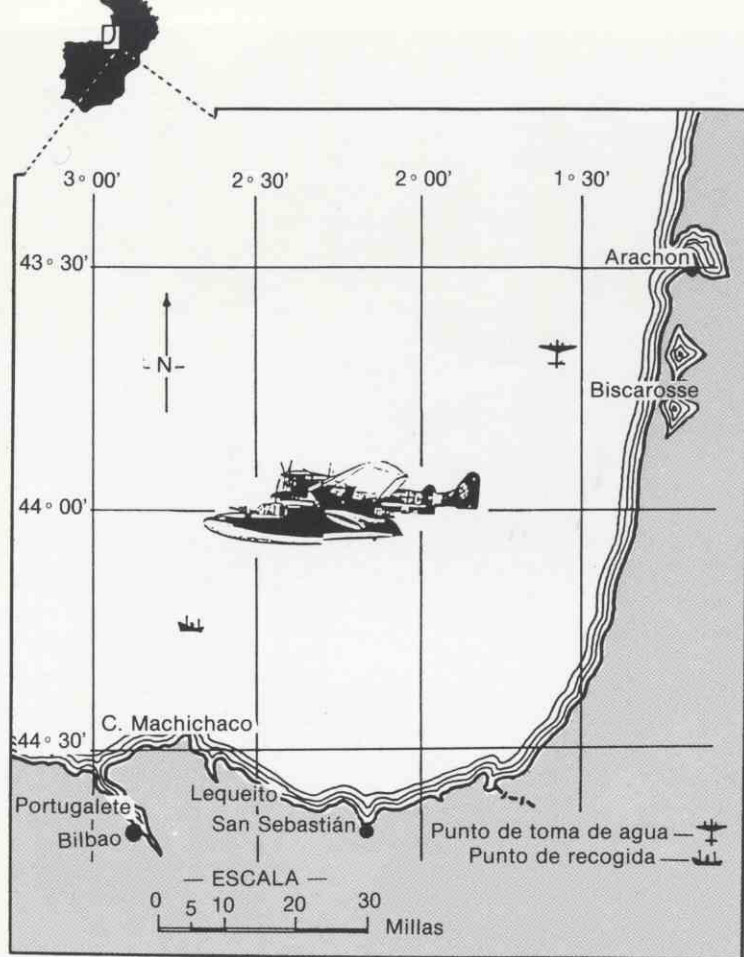 3° 00'
2° 30'
2° 00'
1° 30'
43° 30'
Arachon
-N-
Biscarosse
44° 00'
C. Machichaco
44° 30'
Portugalete
Lequeito
San Sebastián
Bilbao
Punto de toma de agua —
Punto de recogida —
— ESCALA —
0 5 10 20 30
Millas